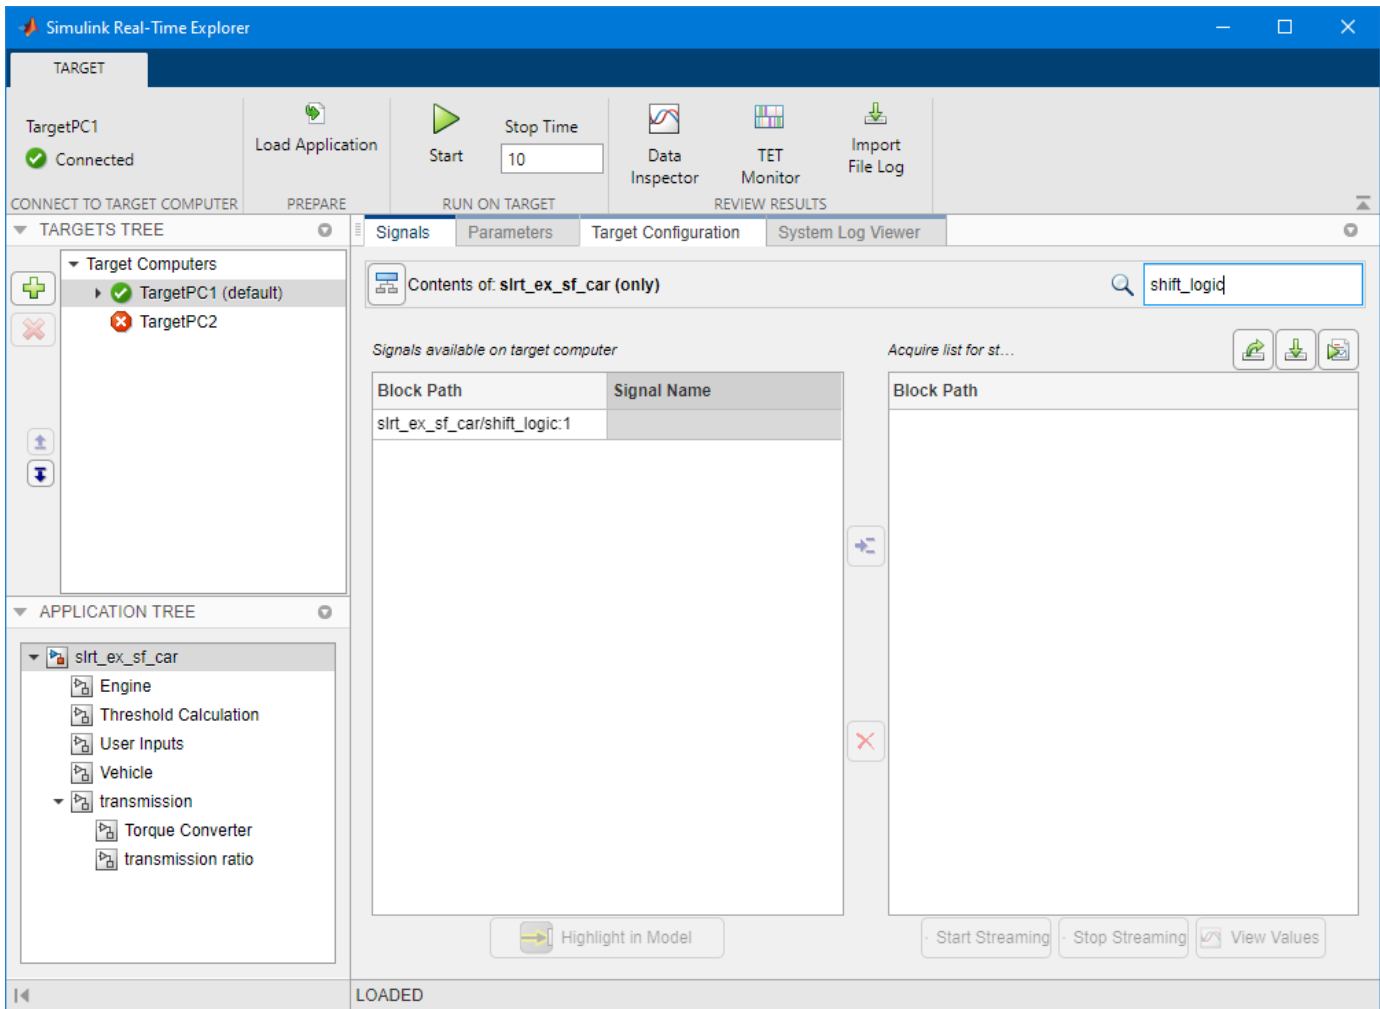 Simulink Real-Time Explorer
TARGET
TargetPC1
Connected
CONNECT TO TARGET COMPUTER
Load Application
PREPARE
Start
Stop Time
10
RUN ON TARGET
Data
Inspector
TET
Monitor
Import
File Log
REVIEW RESULTS
TARGETS TREE
Target Computers
TargetPC1 (default)
TargetPC2
APPLICATION TREE
slrt_ex_sf_car
Engine
Threshold Calculation
User Inputs
Vehicle
transmission
Torque Converter
transmission ratio
Signals
Parameters
Target Configuration
System Log Viewer
Contents of: slrt_ex_sf_car (only)
shift_logic
Signals available on target computer
Block Path
Signal Name
slrt_ex_sf_car/shift_logic:1
Highlight in Model
Acquire list for st...
Block Path
Start Streaming
Stop Streaming
View Values
LOADED